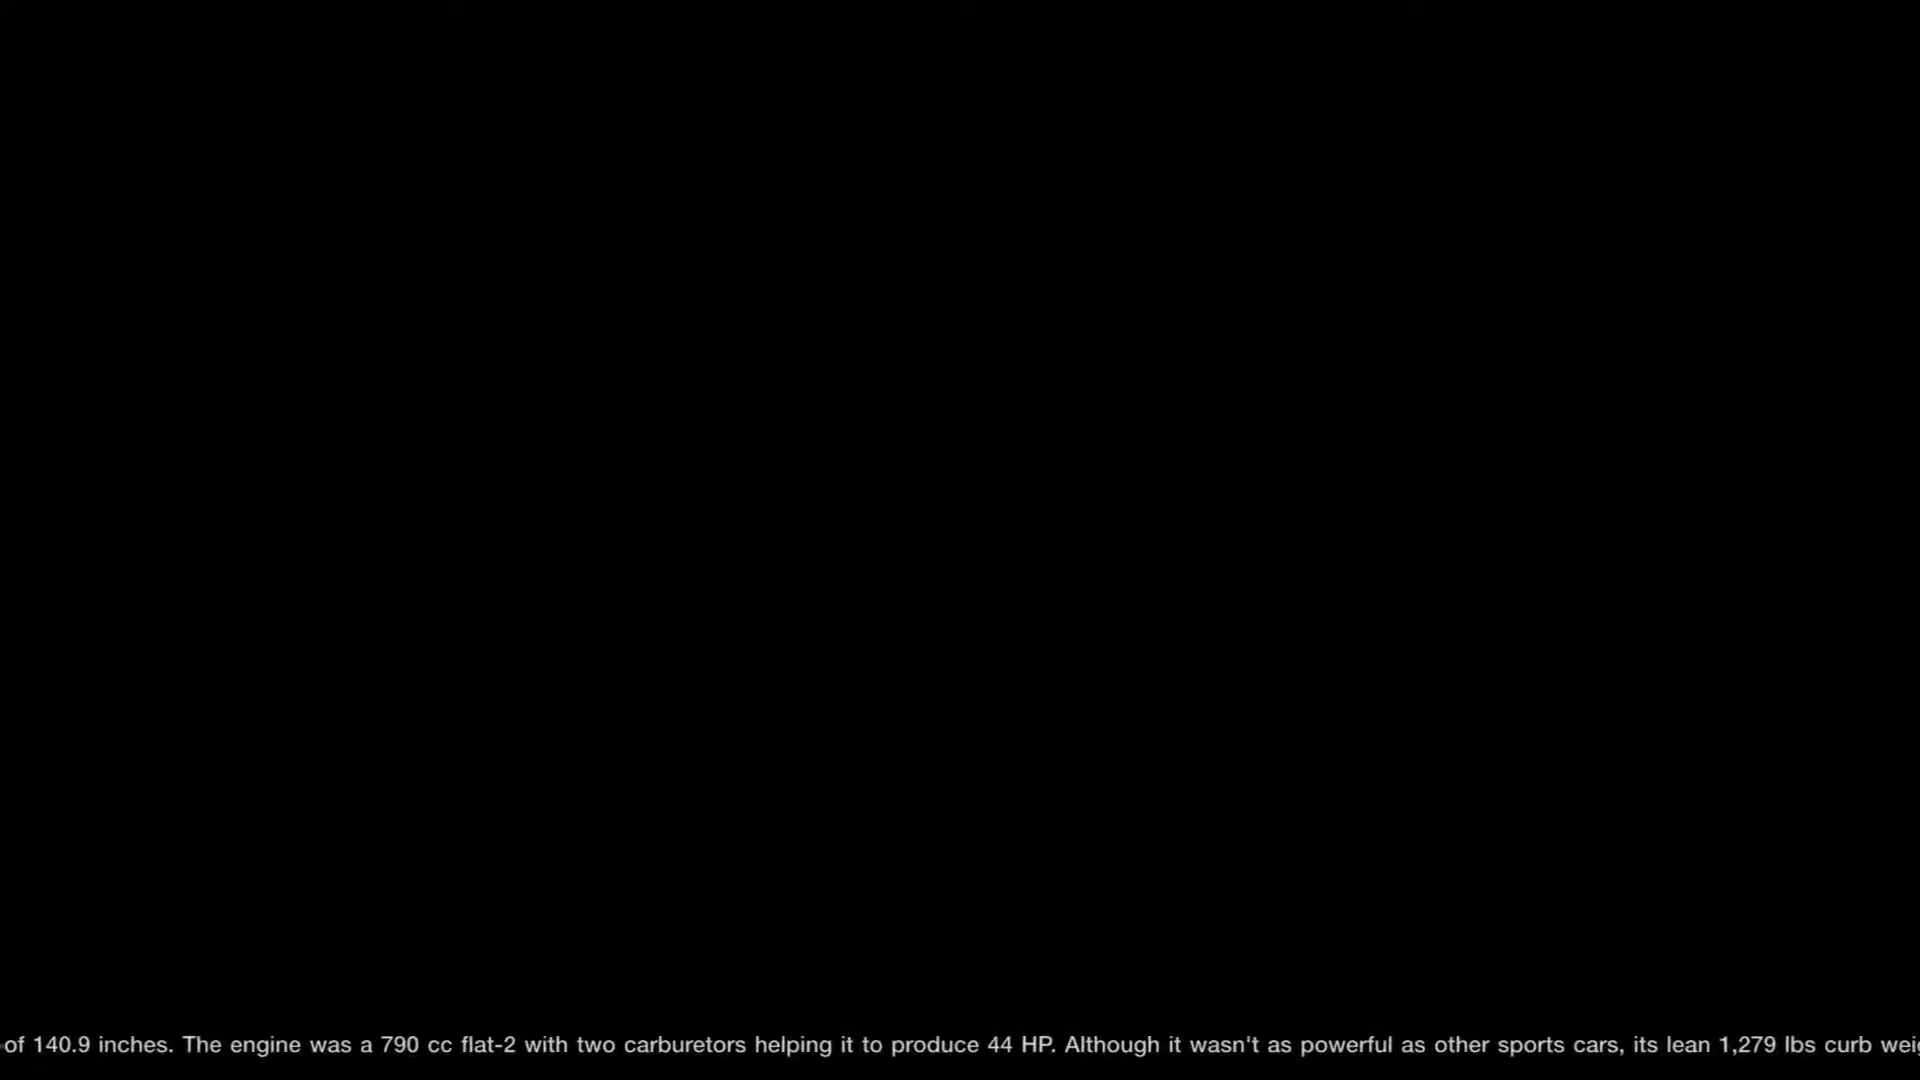 of 140.9 inches. The engine was a 790 cc flat-2 with two carburetors helping it to produce 44 HP. Although it wasn't as powerful as other sports cars, its lean 1,279 lbs curb